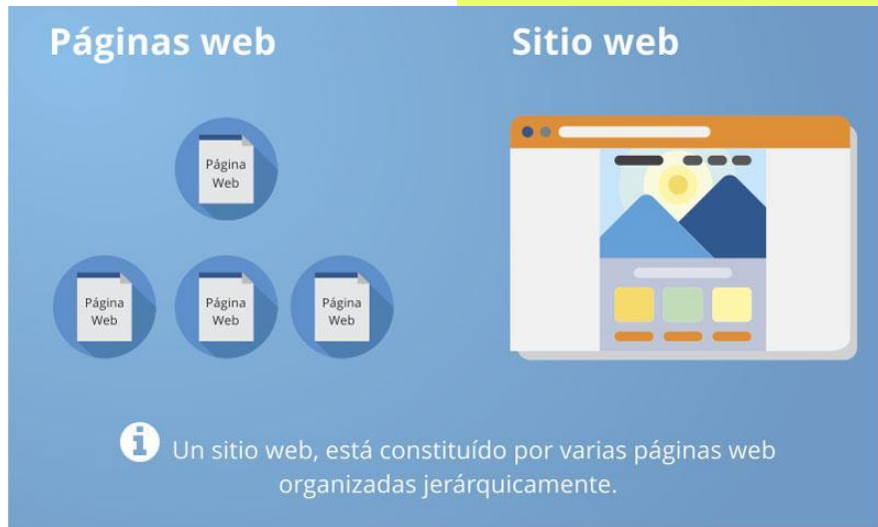 Páginas web
Sitio web
Página
Web
Página
Web
Página
Web
Página
Web
Un sitio web, está constituído por varias páginas web
organizadas jerárquicamente.